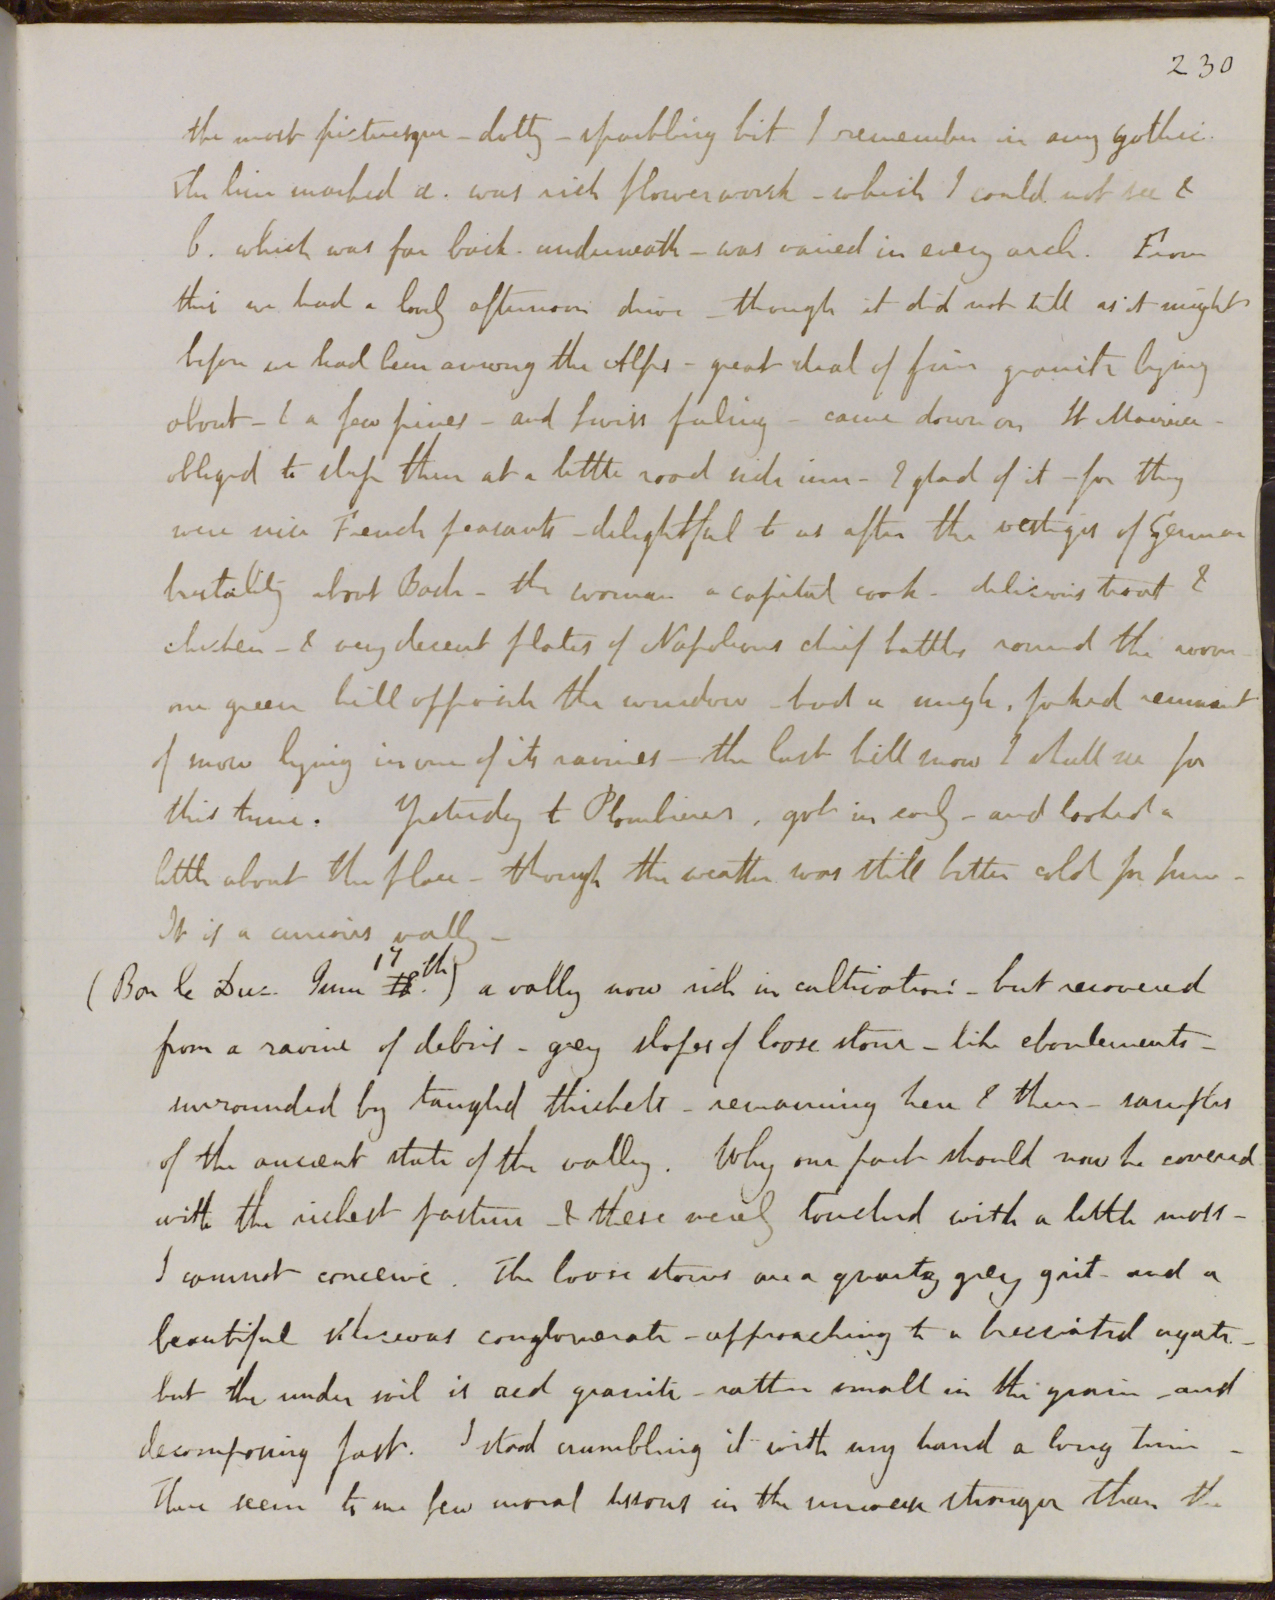 230
the most picturesque - dotty - sparkling bit I remember in any Gothic.
The line marked a. was rich flowerwork - which I could not see &
b. which was far back underneath - was varied in every arch. From
this we had a lovely afternoon drive - though it did not tell as it might
before we had been among the Alps - great deal of fine granite lying
about - & a few pines - and Swiss feeling - came down on St Maurice -
obliged to sleep there at a little road side inn - & glad of it - for they
were nice French peasants - delightful to us after the vestiges of German
brutality about Basle - the woman a capital cook - delicious trout &
chicken - & very decent plates of Napoleons chief battles round the room -
one green hill opposite the window - had a single, forked remnant
of snow lying in one of its ravines - the last hill snow I shall see for
this time. Yesterday to Plombieres, got in early - and looked a
little about the place - though the weather was still bitter cold for June -
It is a curious valley -
(Bar le Duc. June 17 18.th) a valley now rich in cultivation - but recovered
from a ravine of debris - grey slopes of loose stone - like eboulements -
surrounded by tangled thickets - remaining here & there - samples
of the ancient state of the valley. Why one part should now be covered
with the richest pasture - & these merely touched with a little moss -
I cannot conceive. The loose stones are a quartzy grey grit - and a
beautiful siliceous conglomerate - approaching to a brecciated agate -
but the under soil is red granite - rather small in the grain - and
decomposing fast. I stood crumbling it with my hand a long time -
There seem to me few moral lessons in the universe stronger than the